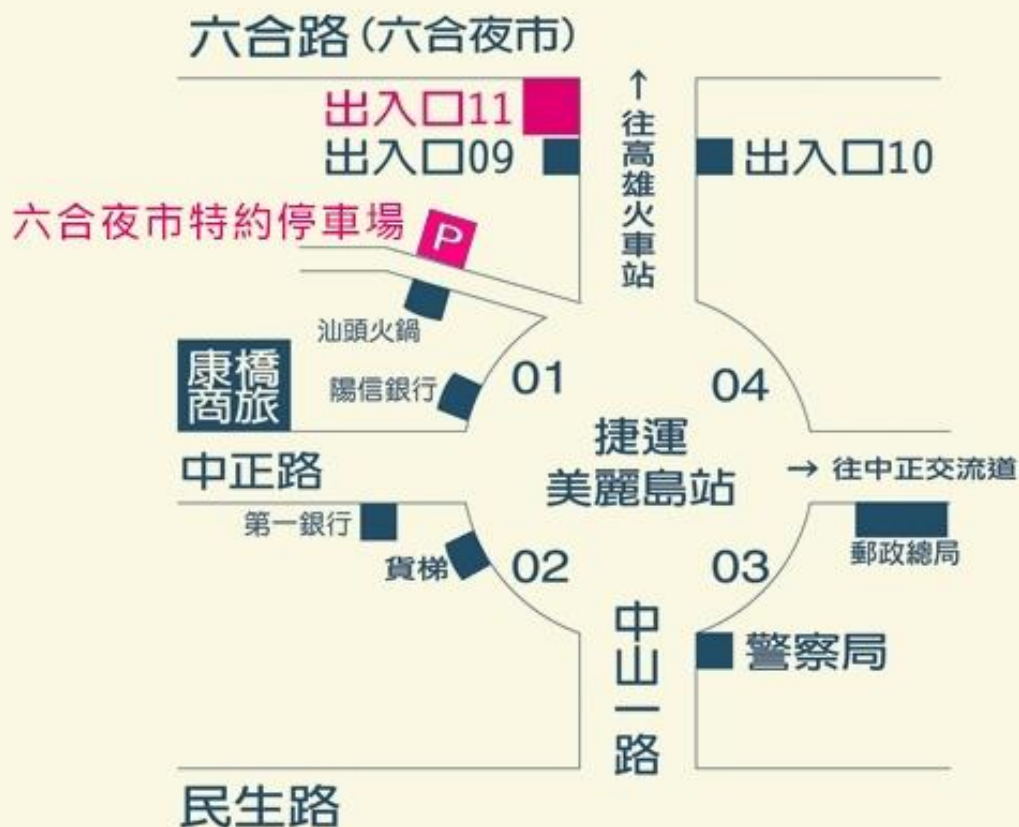 六合路(六合夜市)
出入口11
出入口09
↑往高雄火車站
出入口10
六合夜市特約停車場
P
汕頭火鍋
康橋
商旅
陽信銀行
01
04
捷運
美麗島站
中正路
→ 往中正交流道
第一銀行
貨梯
02
03
郵政總局
中山一路
警察局
民生路